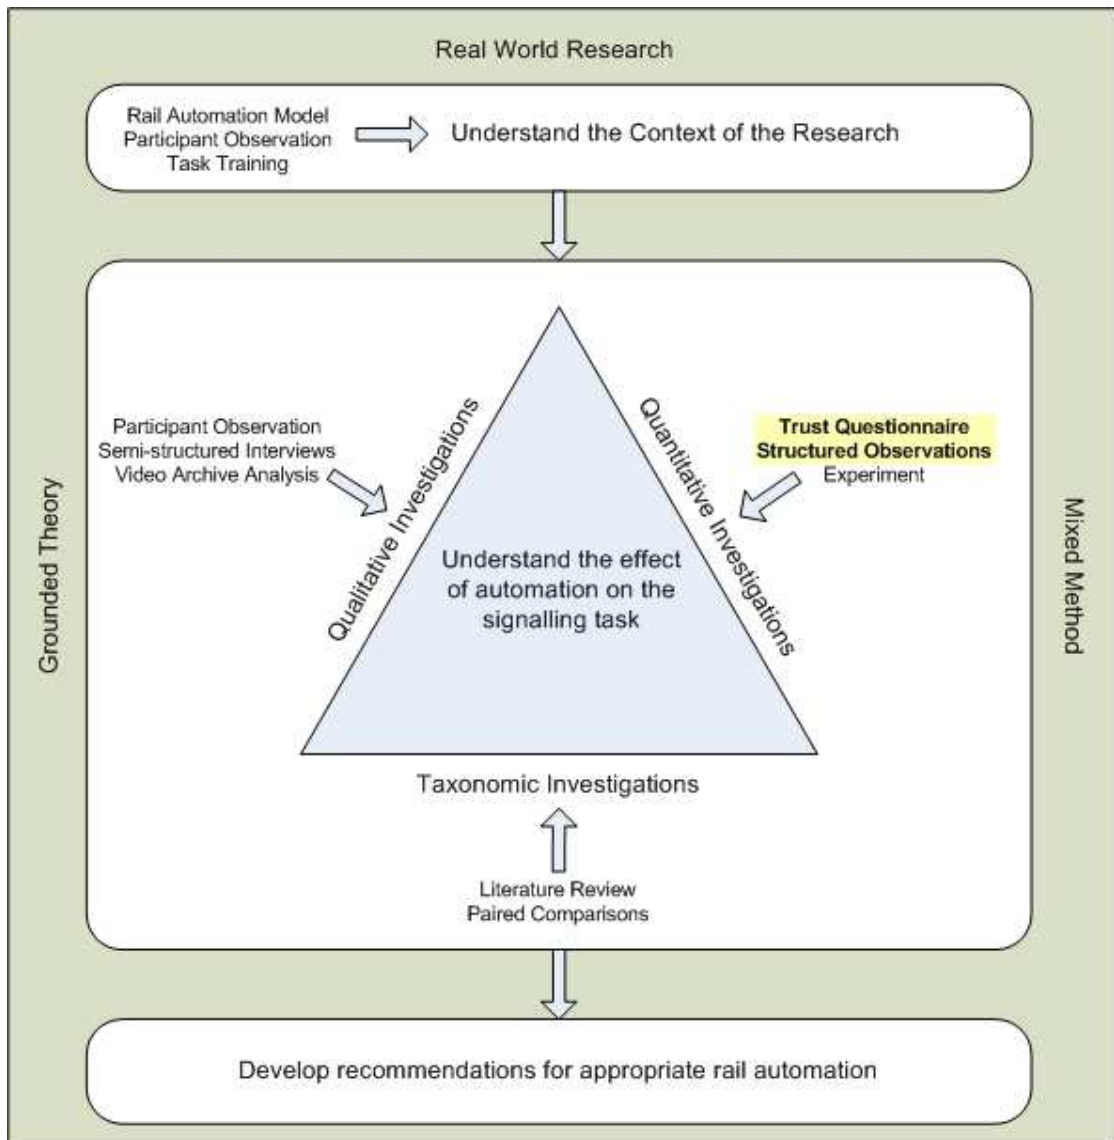 Real World Research
Rail Automation Model
Participant Observation
Task Training
Understand the Context of the Research
Grounded Theory
Participant Observation
Semi-structured Interviews
Video Archive Analysis
Qualitative Investigations
Understand the effect
of automation on the
signalling task
Quantitative Investigations
Trust Questionnaire
Structured Observations
Experiment
Mixed Method
Taxonomic Investigations
Literature Review
Paired Comparisons
Develop recommendations for appropriate rail automation